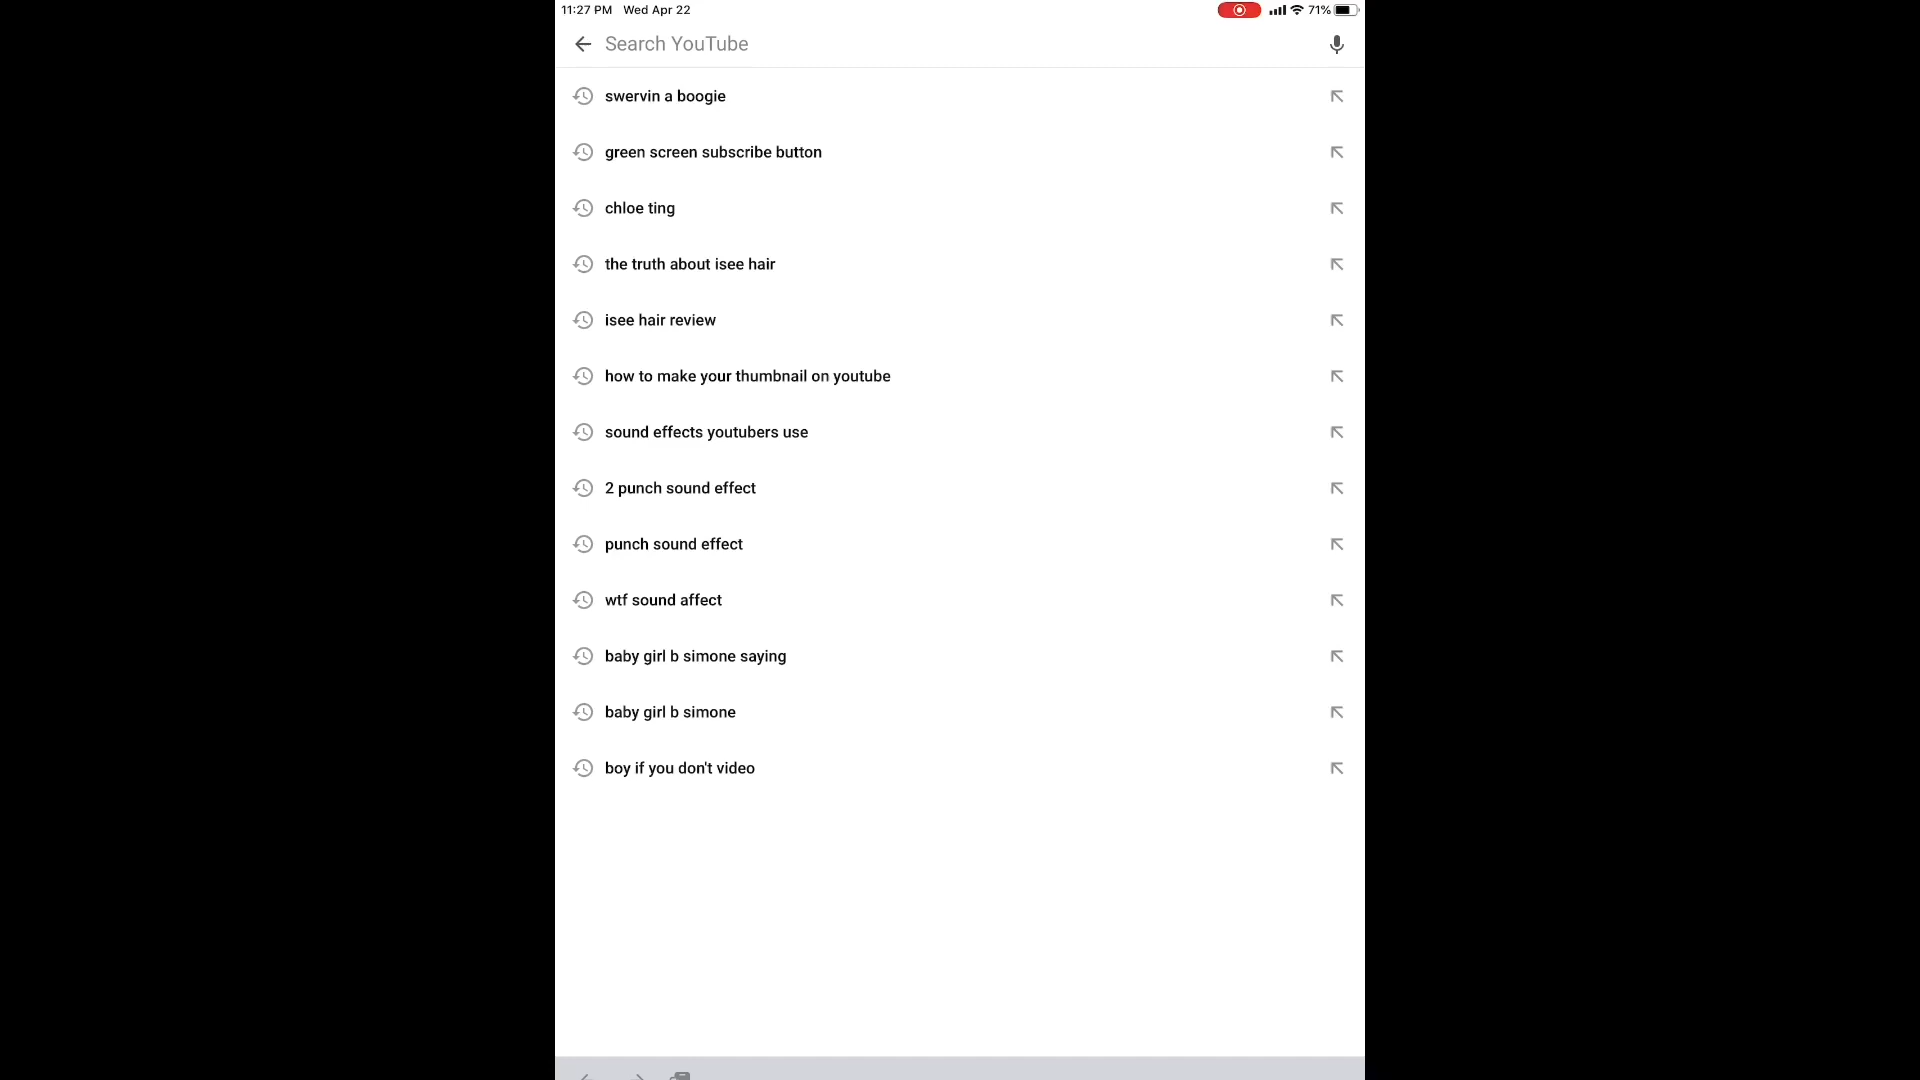 11:27 PM Wed Apr 22 71%
Search YouTube
swervin a boogie
green screen subscribe button
chloe ting
the truth about isee hair
isee hair review
how to make your thumbnail on youtube
sound effects youtubers use
2 punch sound effect
punch sound effect
wtf sound affect
baby girl b simone saying
baby girl b simone
boy if you don't video